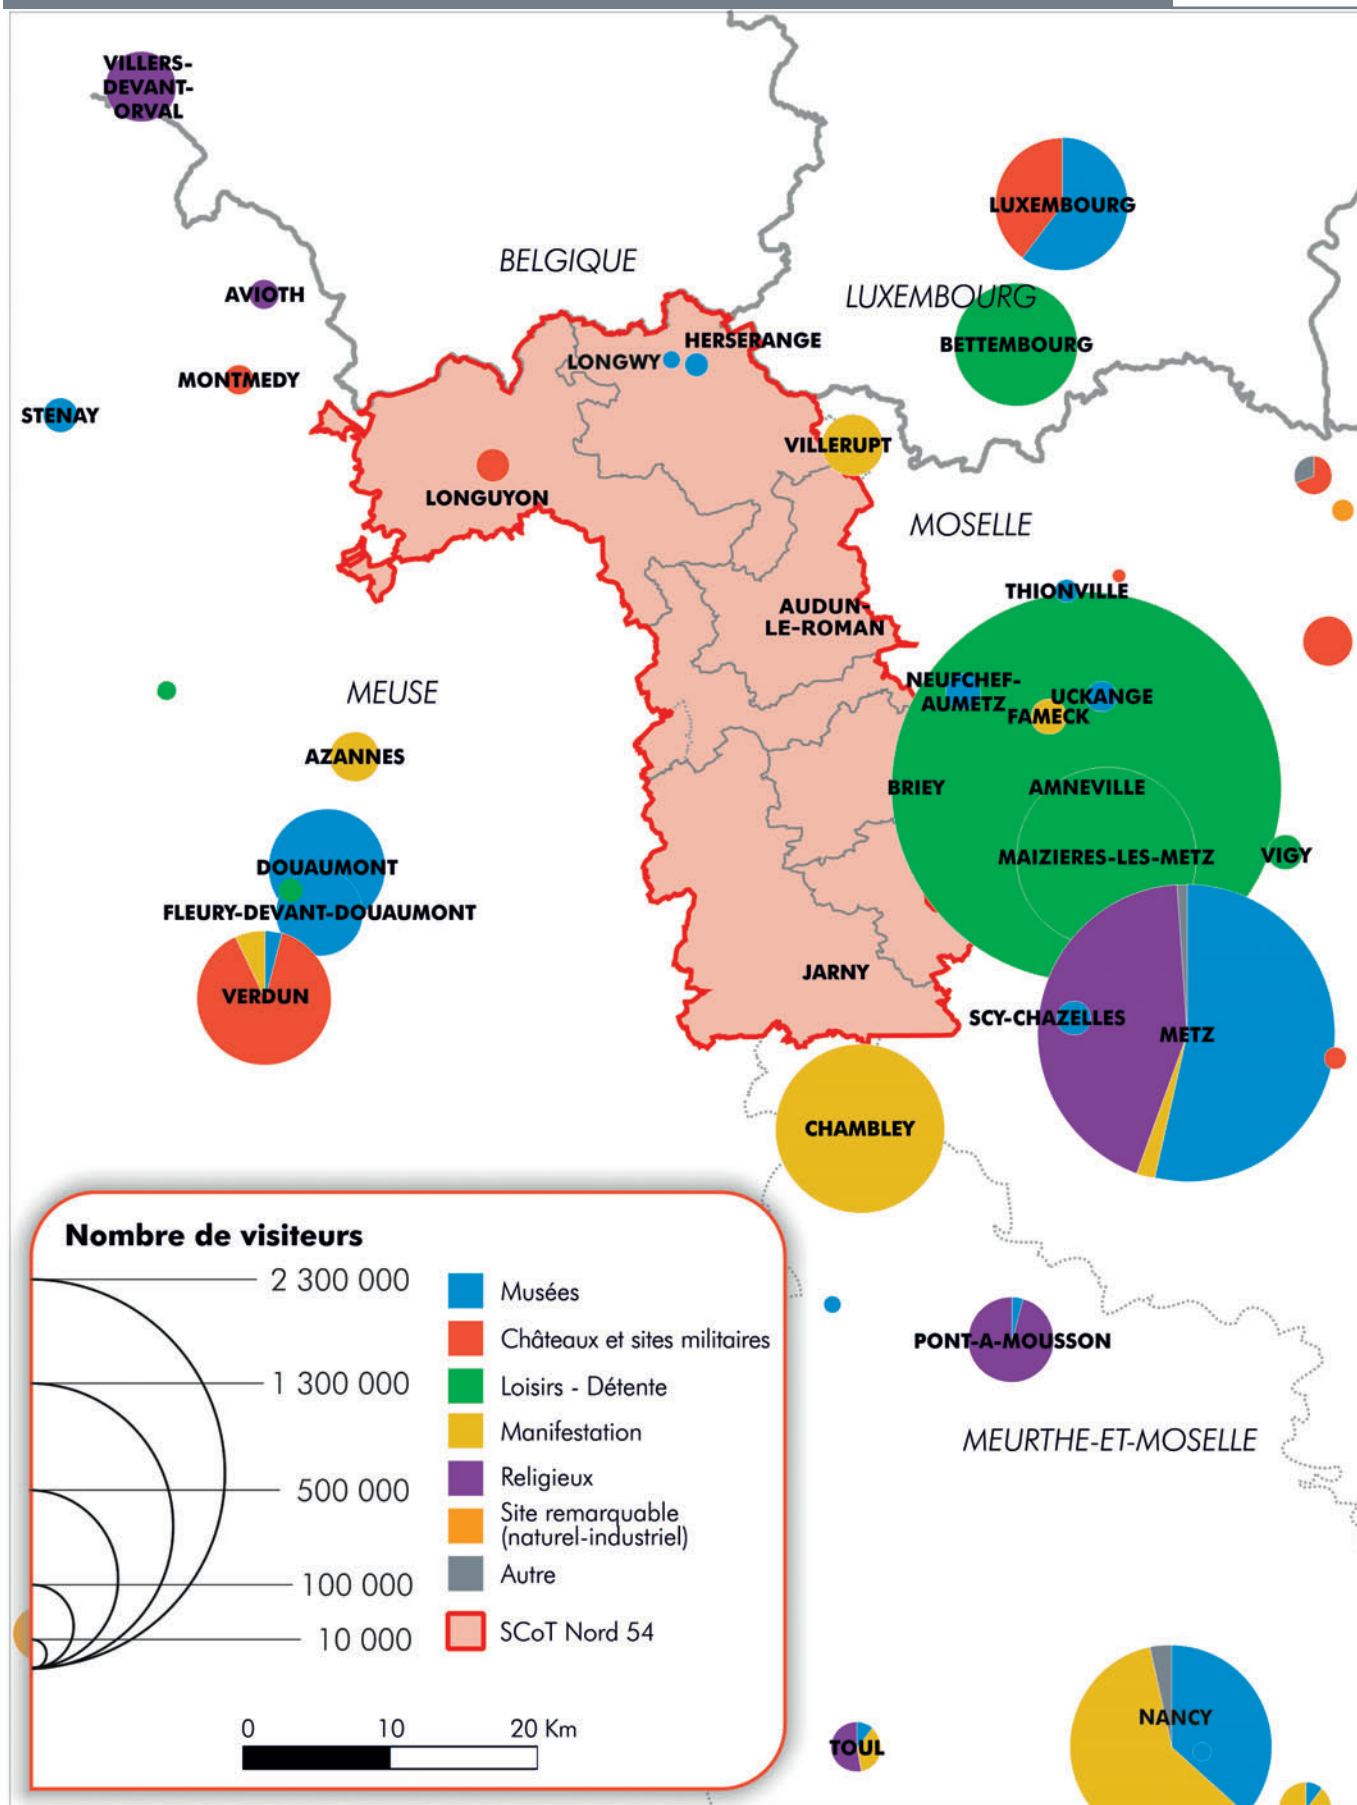 VILLERS-
DEVANT-
ORVAL
LUXEMBOURG
BELGIQUE
AVIOTH
LUXEMBOURG
HERSERANGE
BETTEMBOURG
LONGWY
MONTMEDY
STENAY
VILLERUPT
LONGUYON
MOSELLE
THIONVILLE
AUDUN-
LE-ROMAN
NEUFCHEF-
AUMETZ
UCKANGE
FAMECK
MEUSE
AZANNES
BRIEY
AMNEVILLE
MAIZIERES-LES-METZ
VIGY
DOUAUMONT
FLEURY-DEVANT-DOUAUMONT
JARNY
VERDUN
SCY-CHAZELLES
METZ
CHAMBLEY
PONT-A-MOUSSON
MEURTHE-ET-MOSELLE
Nombre de visiteurs
2 300 000
1 300 000
500 000
100 000
10 000
Musées
Châteaux et sites militaires
Loisirs - Détente
Manifestation
Religieux
Site remarquable
(naturel-industriel)
Autre
SCoT Nord 54
0 10 20 Km
NANCY
TOUL